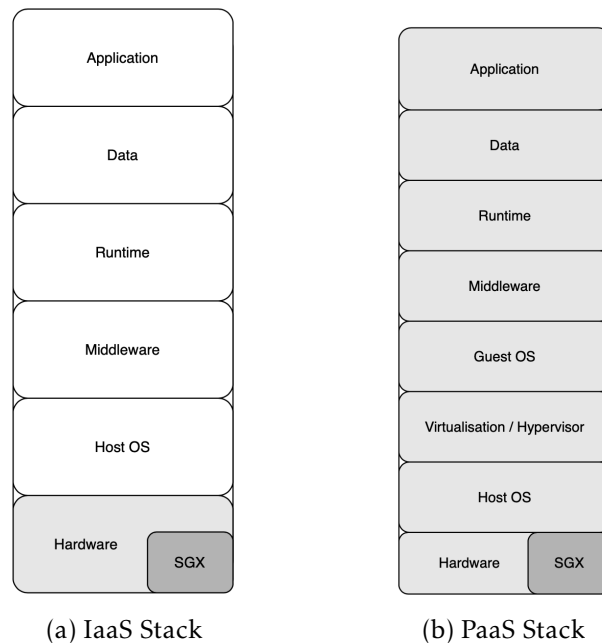 Application
Data
Runtime
Middleware
Host OS
Hardware
SGX
(a) IaaS Stack
Application
Data
Runtime
Middleware
Guest OS
Virtualisation / Hypervisor
Host OS
Hardware
SGX
(b) PaaS Stack